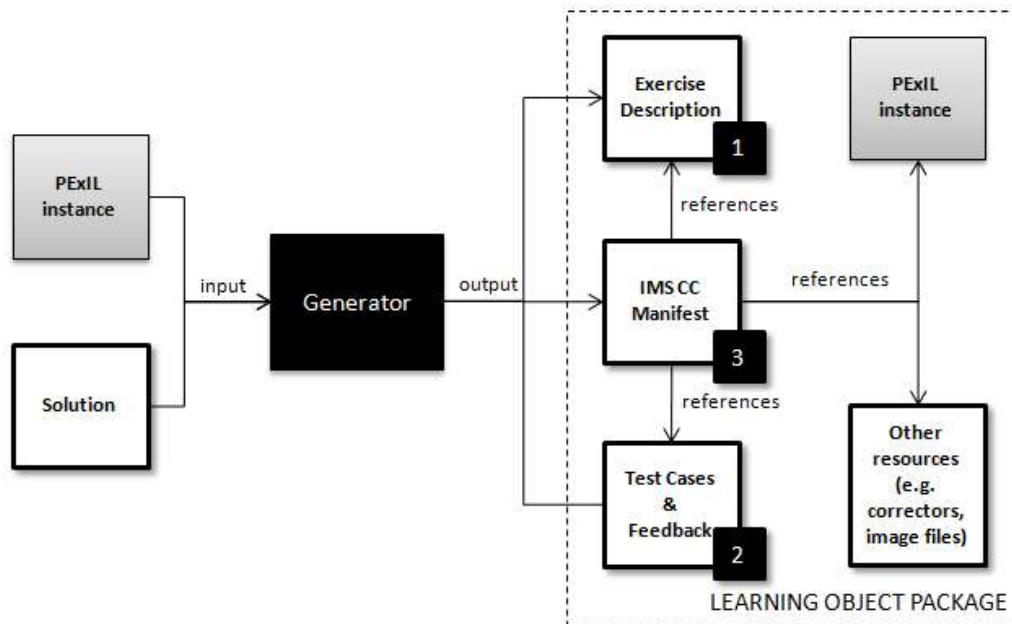 PExIL
instance
Solution
input
Generator
output
Exercise
Description
1
references
IMS CC
Manifest
3
references
Test Cases
&
Feedback
2
references
PExIL
instance
Other
resources
(e.g.
correctors,
image files)
LEARNING OBJECT PACKAGE